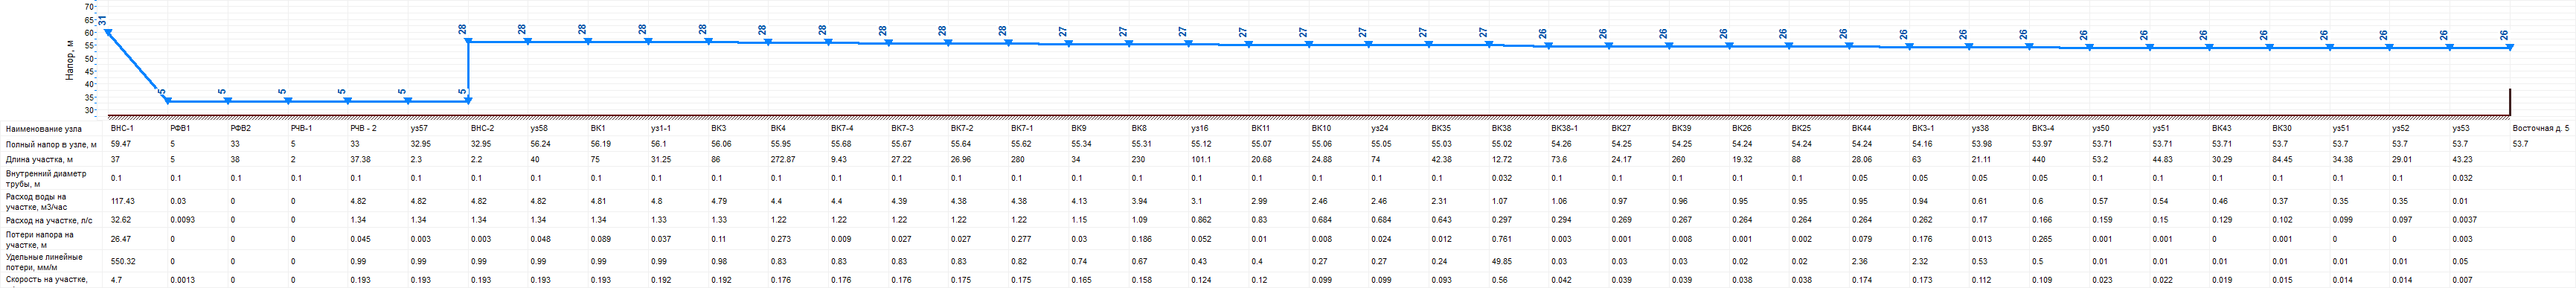 70
65
60
55
50
45
40
35
30
Напор, м
31 5 5 5 5 5 5 28 28 28 28 28 28 28 28 28 28 27 27 27 27 27 27 27 27 26 26 26 26 26 26 26 26 26 26 26 26 26 26 26 26 26
Наименование узла ВНС-1 РФВ1 РФВ2 РЧВ-1 РЧВ - 2 уз57 ВНС-2 уз58 ВК1 уз1-1 ВК3 ВК4 ВК7-4 ВК7-3 ВК7-2 ВК7-1 ВК9 ВК8 уз16 ВК11 ВК10 уз24 ВК35 ВК38 ВК38-1 ВК27 ВК39 ВК26 ВК25 ВК44 ВК3-1 уз38 ВК3-4 уз50 уз51 ВК43 ВК30 уз51 уз52 уз53 Восточная д. 5
Полный напор в узле, м 59.47 5 33 5 33 32.95 32.95 56.24 56.19 56.1 56.06 55.95 55.68 55.67 55.64 55.62 55.34 55.31 55.12 55.07 55.06 55.05 55.03 55.02 54.26 54.25 54.25 54.24 54.24 54.24 54.16 53.98 53.97 53.71 53.71 53.71 53.7 53.7 53.7 53.7 53.7
Длина участка, м 37 5 38 2 37.38 2.3 2.2 40 75 31.25 86 272.87 9.43 27.22 26.96 280 34 230 101.1 20.68 24.88 74 42.38 12.72 73.6 24.17 260 19.32 88 28.06 63 21.11 440 53.2 44.83 30.29 84.45 34.38 29.01 43.23
Внутренний диаметр
трубы, м 0.1 0.1 0.1 0.1 0.1 0.1 0.1 0.1 0.1 0.1 0.1 0.1 0.1 0.1 0.1 0.1 0.1 0.1 0.1 0.1 0.1 0.1 0.1 0.032 0.1 0.1 0.1 0.1 0.1 0.05 0.05 0.05 0.05 0.1 0.1 0.1 0.1 0.1 0.1 0.032
Расход воды на
участке, м3/час 117.43 0.03 0 0 4.82 4.82 4.82 4.82 4.81 4.8 4.79 4.4 4.4 4.39 4.38 4.38 4.13 3.94 3.1 2.99 2.46 2.46 2.31 1.07 1.06 0.97 0.96 0.95 0.95 0.95 0.94 0.61 0.6 0.57 0.54 0.46 0.37 0.35 0.35 0.01
Расход на участке, л/с 32.62 0.0093 0 0 1.34 1.34 1.34 1.34 1.34 1.33 1.33 1.22 1.22 1.22 1.22 1.22 1.15 1.09 0.862 0.83 0.684 0.684 0.643 0.297 0.294 0.269 0.267 0.264 0.264 0.264 0.262 0.17 0.166 0.159 0.15 0.129 0.102 0.099 0.097 0.0037
Потери напора на
участке, м 26.47 0 0 0 0.045 0.003 0.003 0.048 0.089 0.037 0.11 0.273 0.009 0.027 0.027 0.277 0.03 0.186 0.052 0.01 0.008 0.024 0.012 0.761 0.003 0.001 0.008 0.001 0.002 0.079 0.176 0.013 0.265 0.001 0.001 0 0.001 0 0 0.003
Удельные линейные
потери, мм/м 550.32 0 0 0 0.99 0.99 0.99 0.99 0.99 0.99 0.98 0.83 0.83 0.83 0.83 0.82 0.74 0.67 0.43 0.4 0.27 0.27 0.24 49.85 0.03 0.03 0.03 0.02 0.02 2.36 2.32 0.53 0.5 0.01 0.01 0.01 0.01 0.01 0.01 0.05
Скорость на участке, 4.7 0.0013 0 0 0.193 0.193 0.193 0.193 0.193 0.192 0.192 0.176 0.176 0.176 0.175 0.175 0.165 0.158 0.124 0.12 0.099 0.099 0.093 0.56 0.042 0.039 0.039 0.038 0.038 0.174 0.173 0.112 0.109 0.023 0.022 0.019 0.015 0.014 0.014 0.007